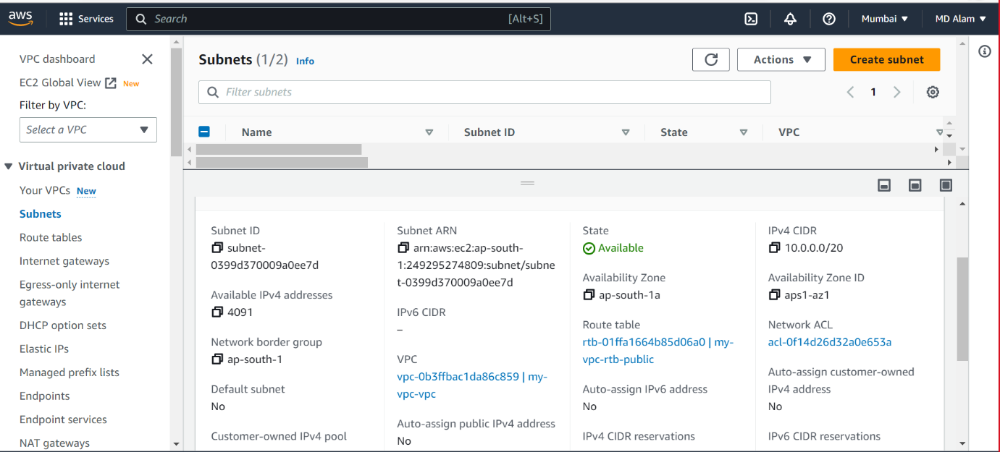 aws
Services
Search
[Alt+S]
Mumbai
MD Alam
VPC dashboard
EC2 Global View
New
Filter by VPC:
Select a VPC
Virtual private cloud
Your VPCs
New
Subnets
Route tables
Internet gateways
Egress-only internet
gateways
DHCP option sets
Elastic IPs
Managed prefix lists
Endpoints
Endpoint services
NAT gateways
Subnets (1/2)
Info
Actions
Create subnet
Filter subnets
1
Name
Subnet ID
State
VPC
Subnet ID
subnet-
0399d370009a0ee7d
Available IPv4 addresses
4091
Network border group
ap-south-1
Default subnet
No
Customer-owned IPv4 pool
Subnet ARN
arn:aws:ec2:ap-south-
1:249295274809:subnet/subne
t-0399d370009a0ee7d
IPv6 CIDR
–
VPC
vpc-0b3ffbac1da86c859 | my-
vpc-vpc
Auto-assign public IPv4 address
No
State
Available
Availability Zone
ap-south-1a
Route table
rtb-01ffa1664b85d06a0 | my-
vpc-rtb-public
Auto-assign IPv6 address
No
IPv4 CIDR reservations
IPv4 CIDR
10.0.0.0/20
Availability Zone ID
aps1-az1
Network ACL
acl-0f14d26d32a0e653a
Auto-assign customer-owned
IPv4 address
No
IPv6 CIDR reservations